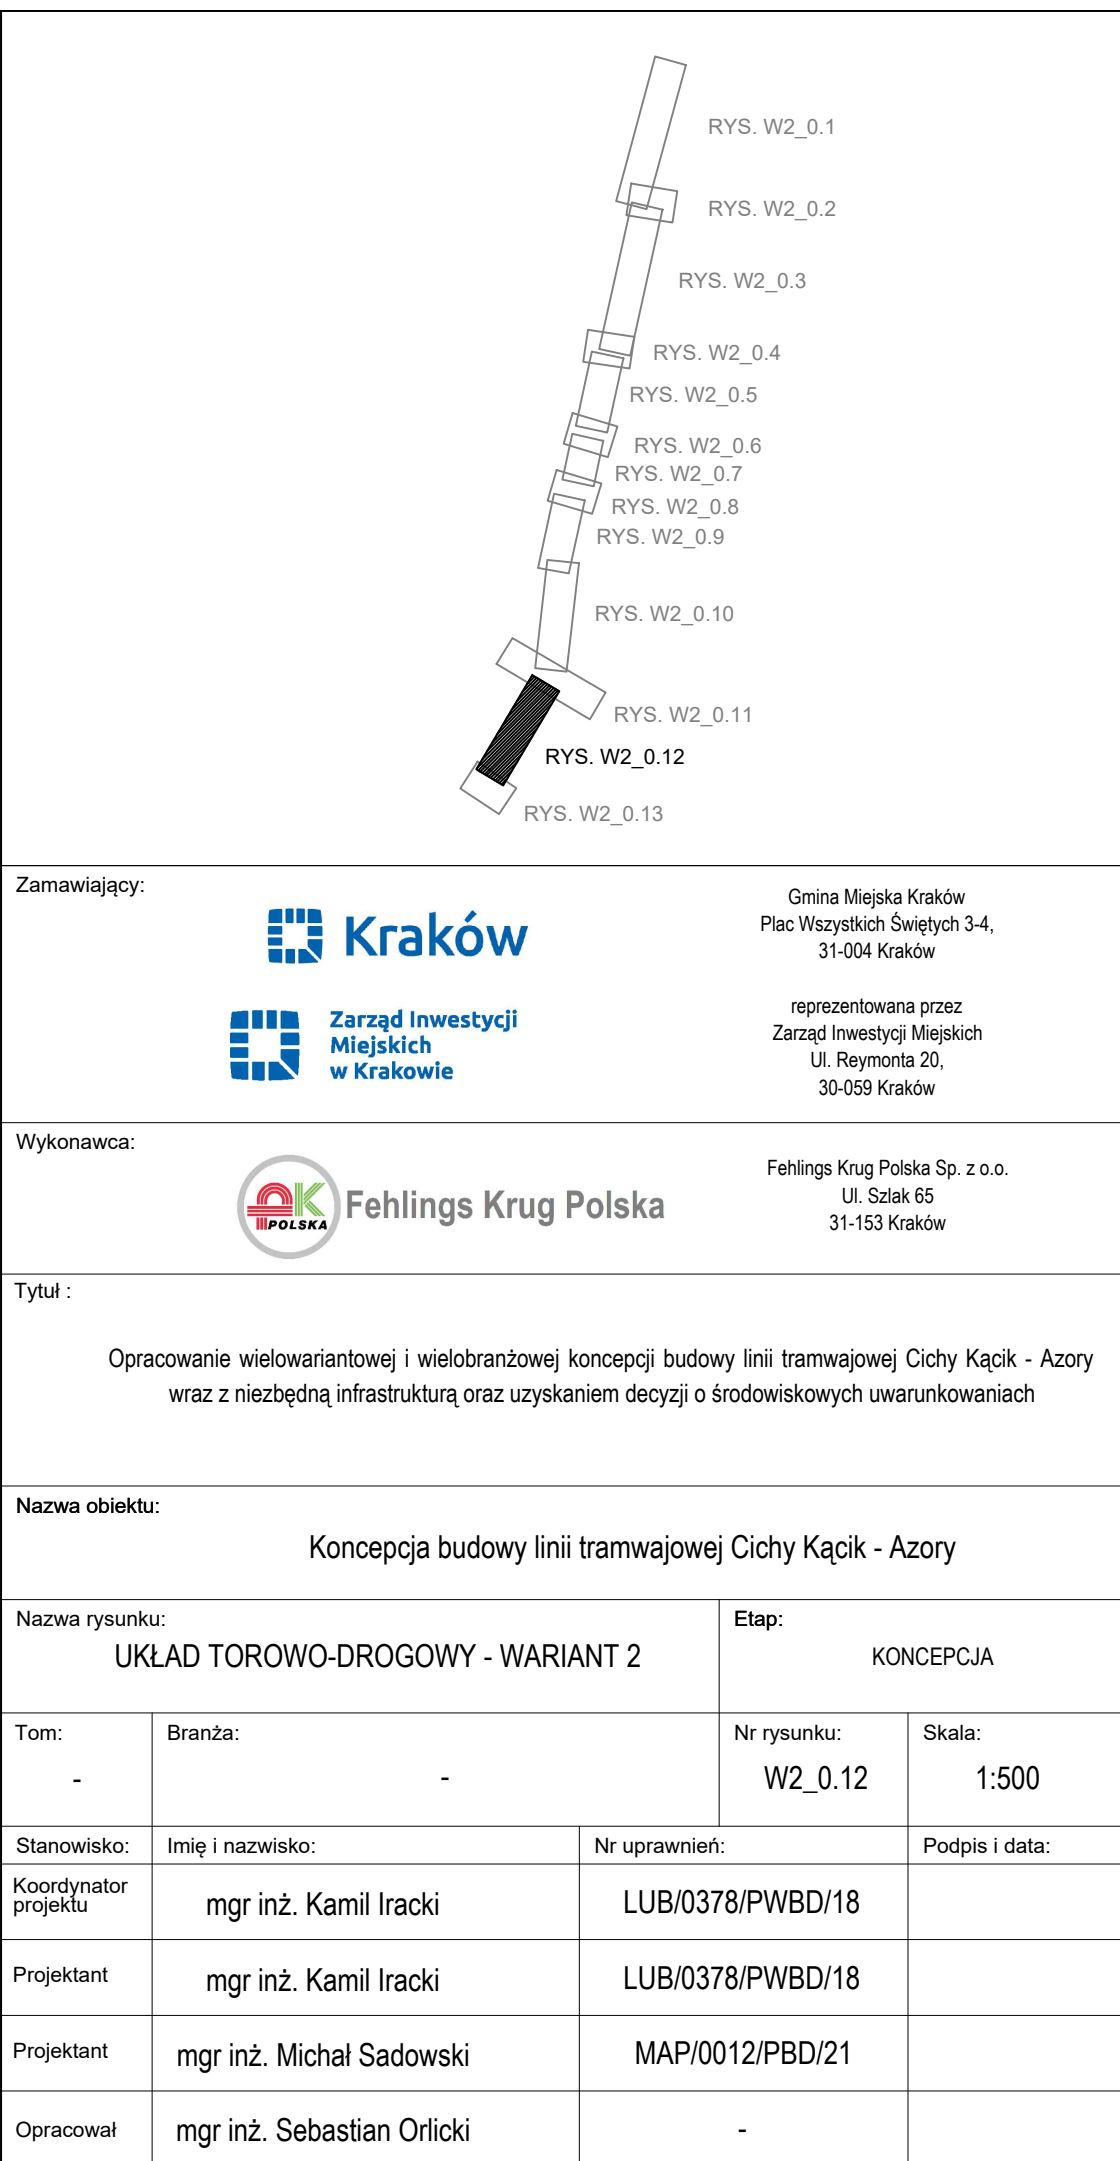 RYS. W2_0.1
RYS. W2_0.2
RYS. W2_0.3
RYS. W2_0.4
RYS. W2_0.5
RYS. W2_0.6
RYS. W2_0.7
RYS. W2_0.8
RYS. W2_0.9
RYS. W2_0.10
RYS. W2_0.11
RYS. W2_0.12
RYS. W2_0.13
Zamawiający:
Kraków
Gmina Miejska Kraków
Plac Wszystkich Świętych 3-4,
31-004 Kraków
Zarząd Inwestycji
Miejskich
w Krakowie
reprezentowana przez
Zarząd Inwestycji Miejskich
Ul. Reymonta 20,
30-059 Kraków
Wykonawca:
POLSKA
Fehlings Krug Polska
Fehlings Krug Polska Sp. z o.o.
Ul. Szlak 65
31-153 Kraków
Tytuł :
Opracowanie wielowariantowej i wielobranżowej koncepcji budowy linii tramwajowej Cichy Kącik - Azory
wraz z niezbędną infrastrukturą oraz uzyskaniem decyzji o środowiskowych uwarunkowaniach
Nazwa obiektu:
Koncepcja budowy linii tramwajowej Cichy Kącik - Azory
Nazwa rysunku:
UKŁAD TOROWO-DROGOWY - WARIANT 2
Etap:
KONCEPCJA
Tom:
-
Branża:
-
Nr rysunku:
W2_0.12
Skala:
1:500
Stanowisko: Imię i nazwisko: Nr uprawnień: Podpis i data:
Koordynator
projektu
mgr inż. Kamil Iracki LUB/0378/PWBD/18
Projektant mgr inż. Kamil Iracki LUB/0378/PWBD/18
Projektant mgr inż. Michał Sadowski MAP/0012/PBD/21
Opracował mgr inż. Sebastian Orlicki -